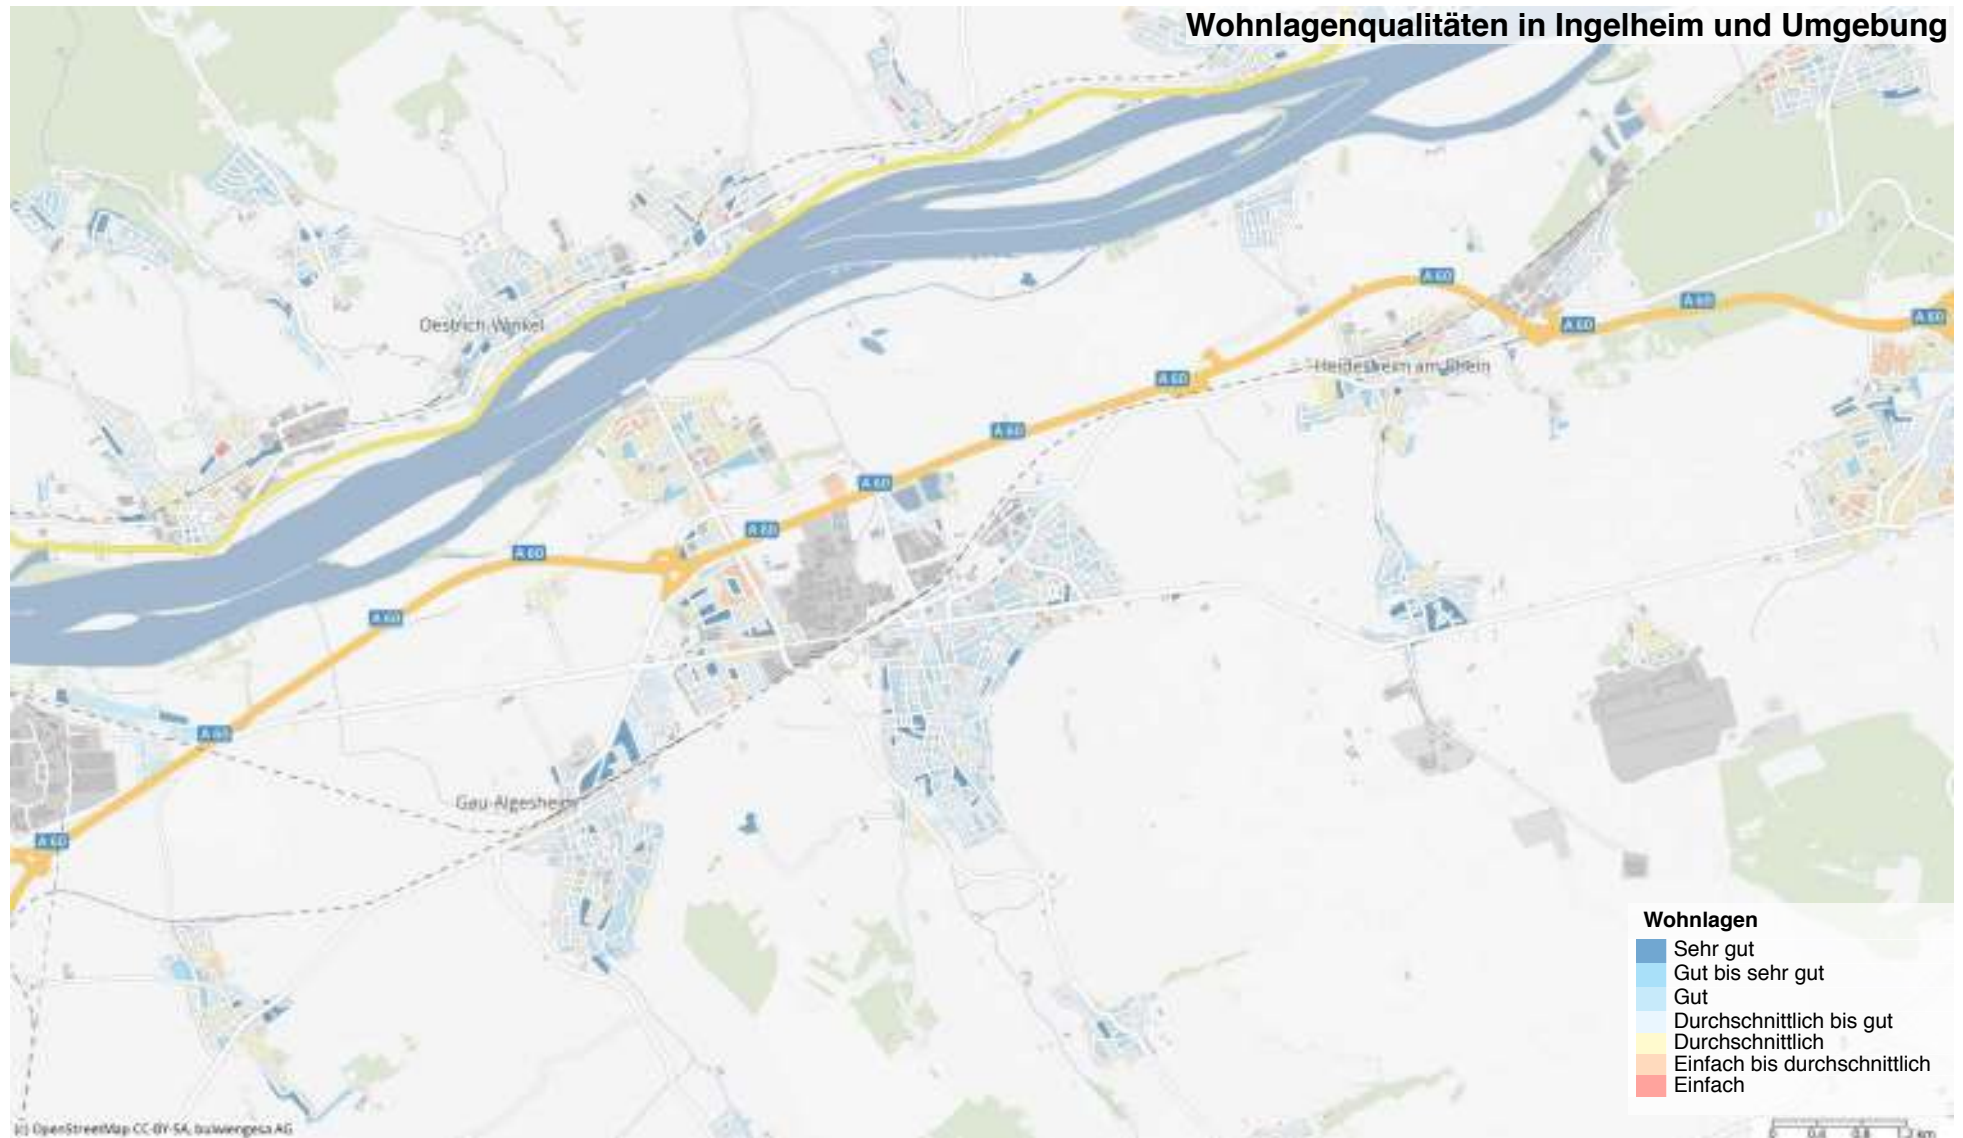 Wohnlagenqualitäten in Ingelheim und Umgebung
A 60
A 60
A 60
A 60
Oestrich-Winkel
Heidesheim am Rhein
A 60
A 60
A 60
A 60
A 60
A 60
A 60
Gau-Algesheim
A 60
Wohnlagen
Sehr gut
Gut bis sehr gut
Gut
Durchschnittlich bis gut
Durchschnittlich
Einfach bis durchschnittlich
Einfach
(c) OpenStreetMap CC-BY-SA, bulwiengesa AG